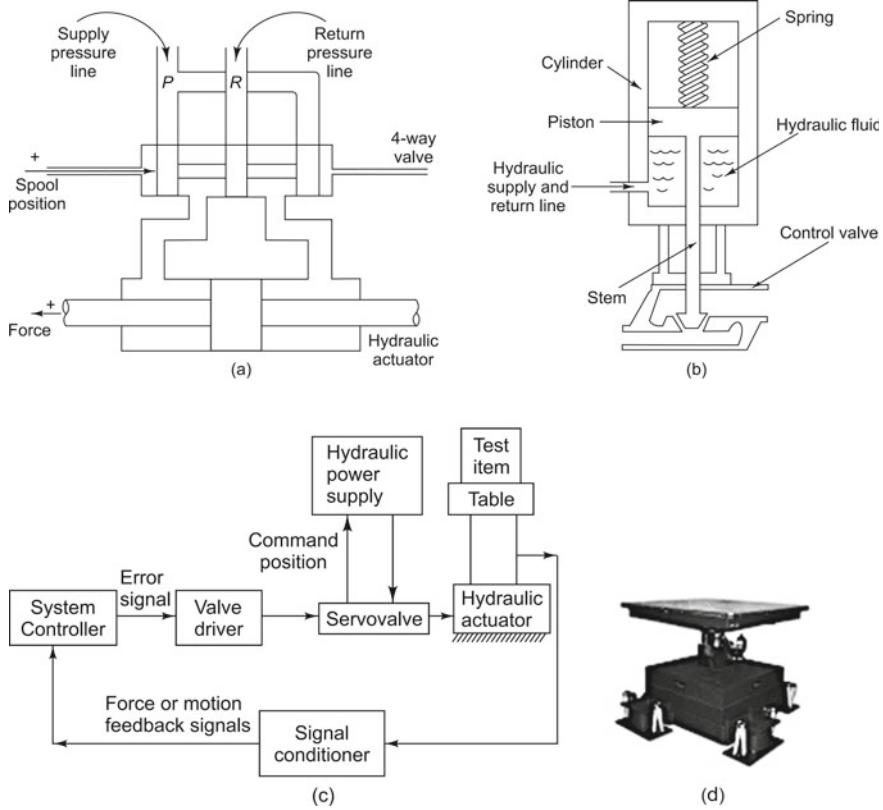 Supply
pressure
line
Return
pressure
line
P
R
4-way
valve
+
Spool
position
+
Force
Hydraulic
actuator
(a)
Spring
Cylinder
Piston
Hydraulic fluid
Hydraulic
supply and
return line
Control valve
Stem
(b)
Hydraulic
power
supply
Test
item
Table
Command
position
Error
signal
System
Controller
Valve
driver
Servovalve
Hydraulic
actuator
Force or motion
feedback signals
Signal
conditioner
(c)
(d)